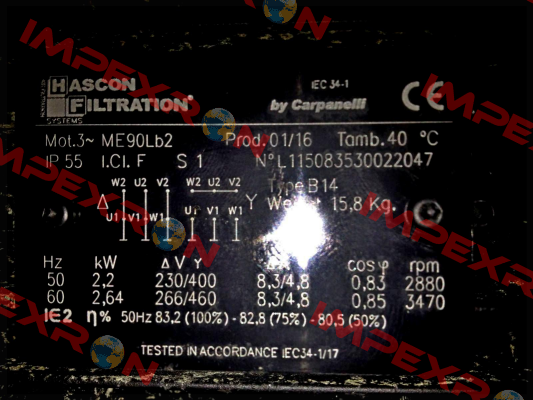 IEC 34-1
HASCON
FILTRATION®
SYSTEMS
by Carpanelli
CE
Mot.3~ ME90Lb2 Prod. 01/16 Tamb. 40 °C
IP 55 I.Cl. F S 1 N° L115083530022047
W2 U2 V2 W2 U2 V2 Type B14
Δ U1 V1 W1 U1 V1 W1 Y 15,8 Kg.
Hz kW Δ V Y cos φ rpm
50 2,2 230/400 8,3/4,8 0,83 2880
60 2,64 266/460 8,3/4,8 0,85 3470
IE2 η% 50Hz 83,2 (100%) - 82,8 (75%) - 80,5 (50%)
TESTED IN ACCORDANCE IEC34-1/17
IMPEXRON